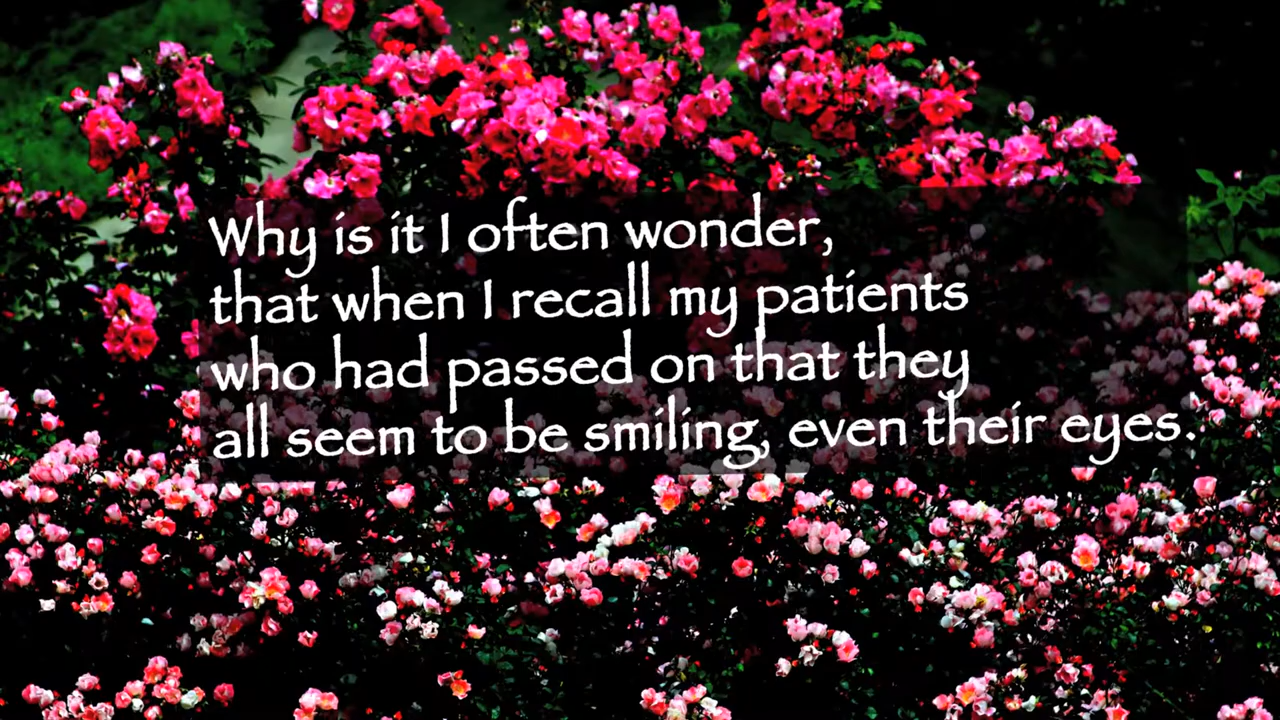 Why is it I often wonder,
that when I recall my patients
who had passed on that they
all seem to be smiling, even their eyes.